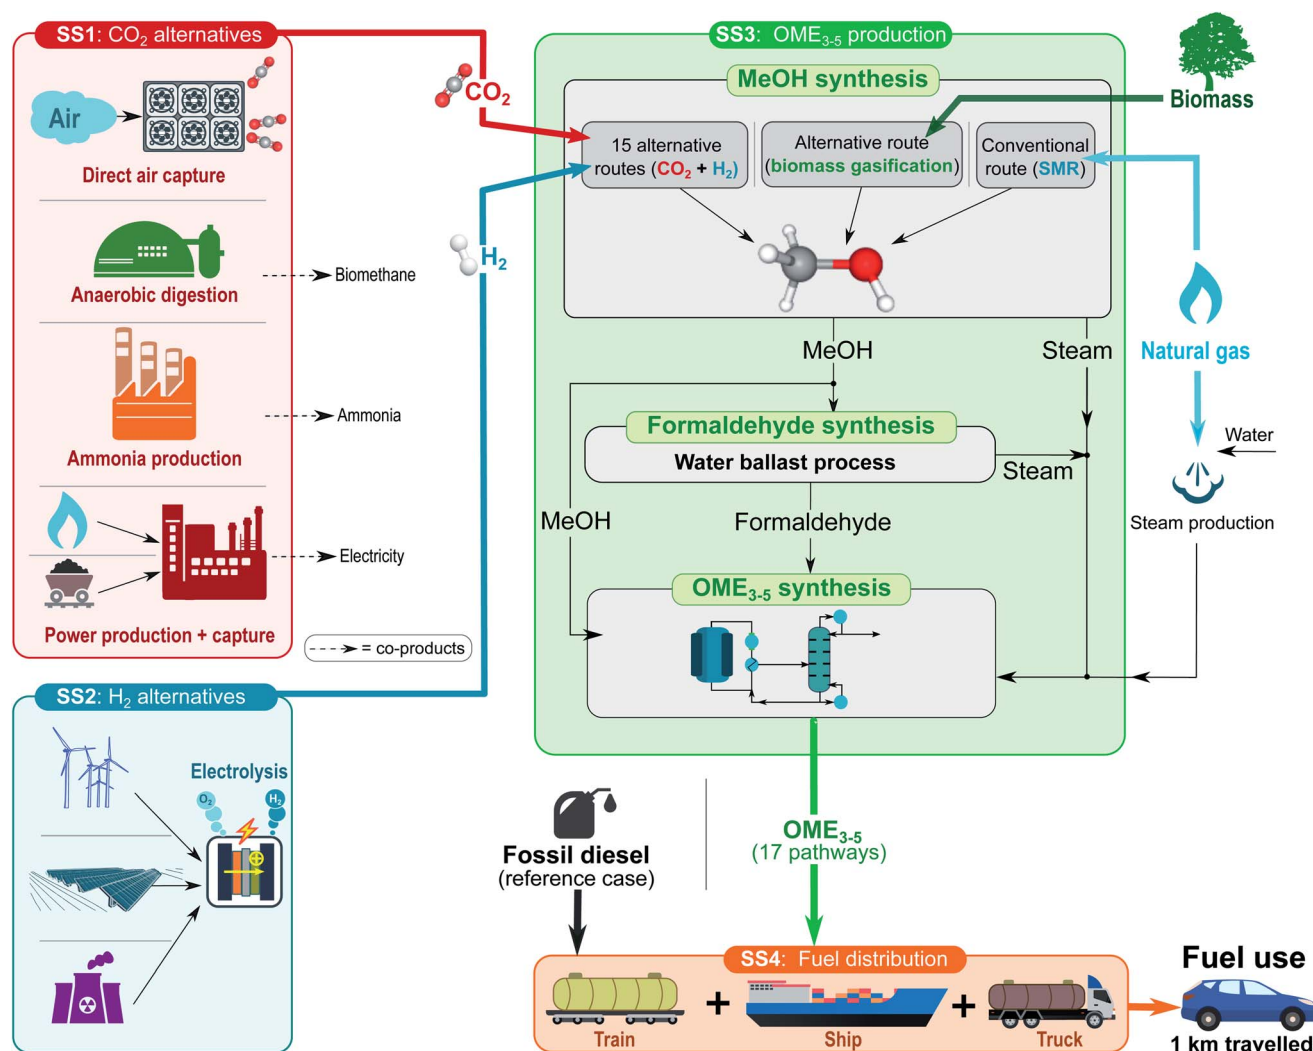 SS1: CO₂ alternatives
Air
Direct air capture
Anaerobic digestion
Biomethane
Ammonia production
Ammonia
Electricity
Power production + capture
= co-products
CO₂
H₂
SS2: H₂ alternatives
Electrolysis
O₂
H₂
SS3: OME₃₋₅ production
MeOH synthesis
15 alternative
routes (CO₂ + H₂)
Alternative route
(biomass gasification)
Conventional
route (SMR)
Biomass
Natural gas
Water
Steam production
MeOH
Steam
Formaldehyde synthesis
Water ballast process
Steam
MeOH
Formaldehyde
OME₃₋₅ synthesis
Fossil diesel
(reference case)
OME₃₋₅
(17 pathways)
SS4: Fuel distribution
Train
+
Ship
+
Truck
Fuel use
1 km travelled